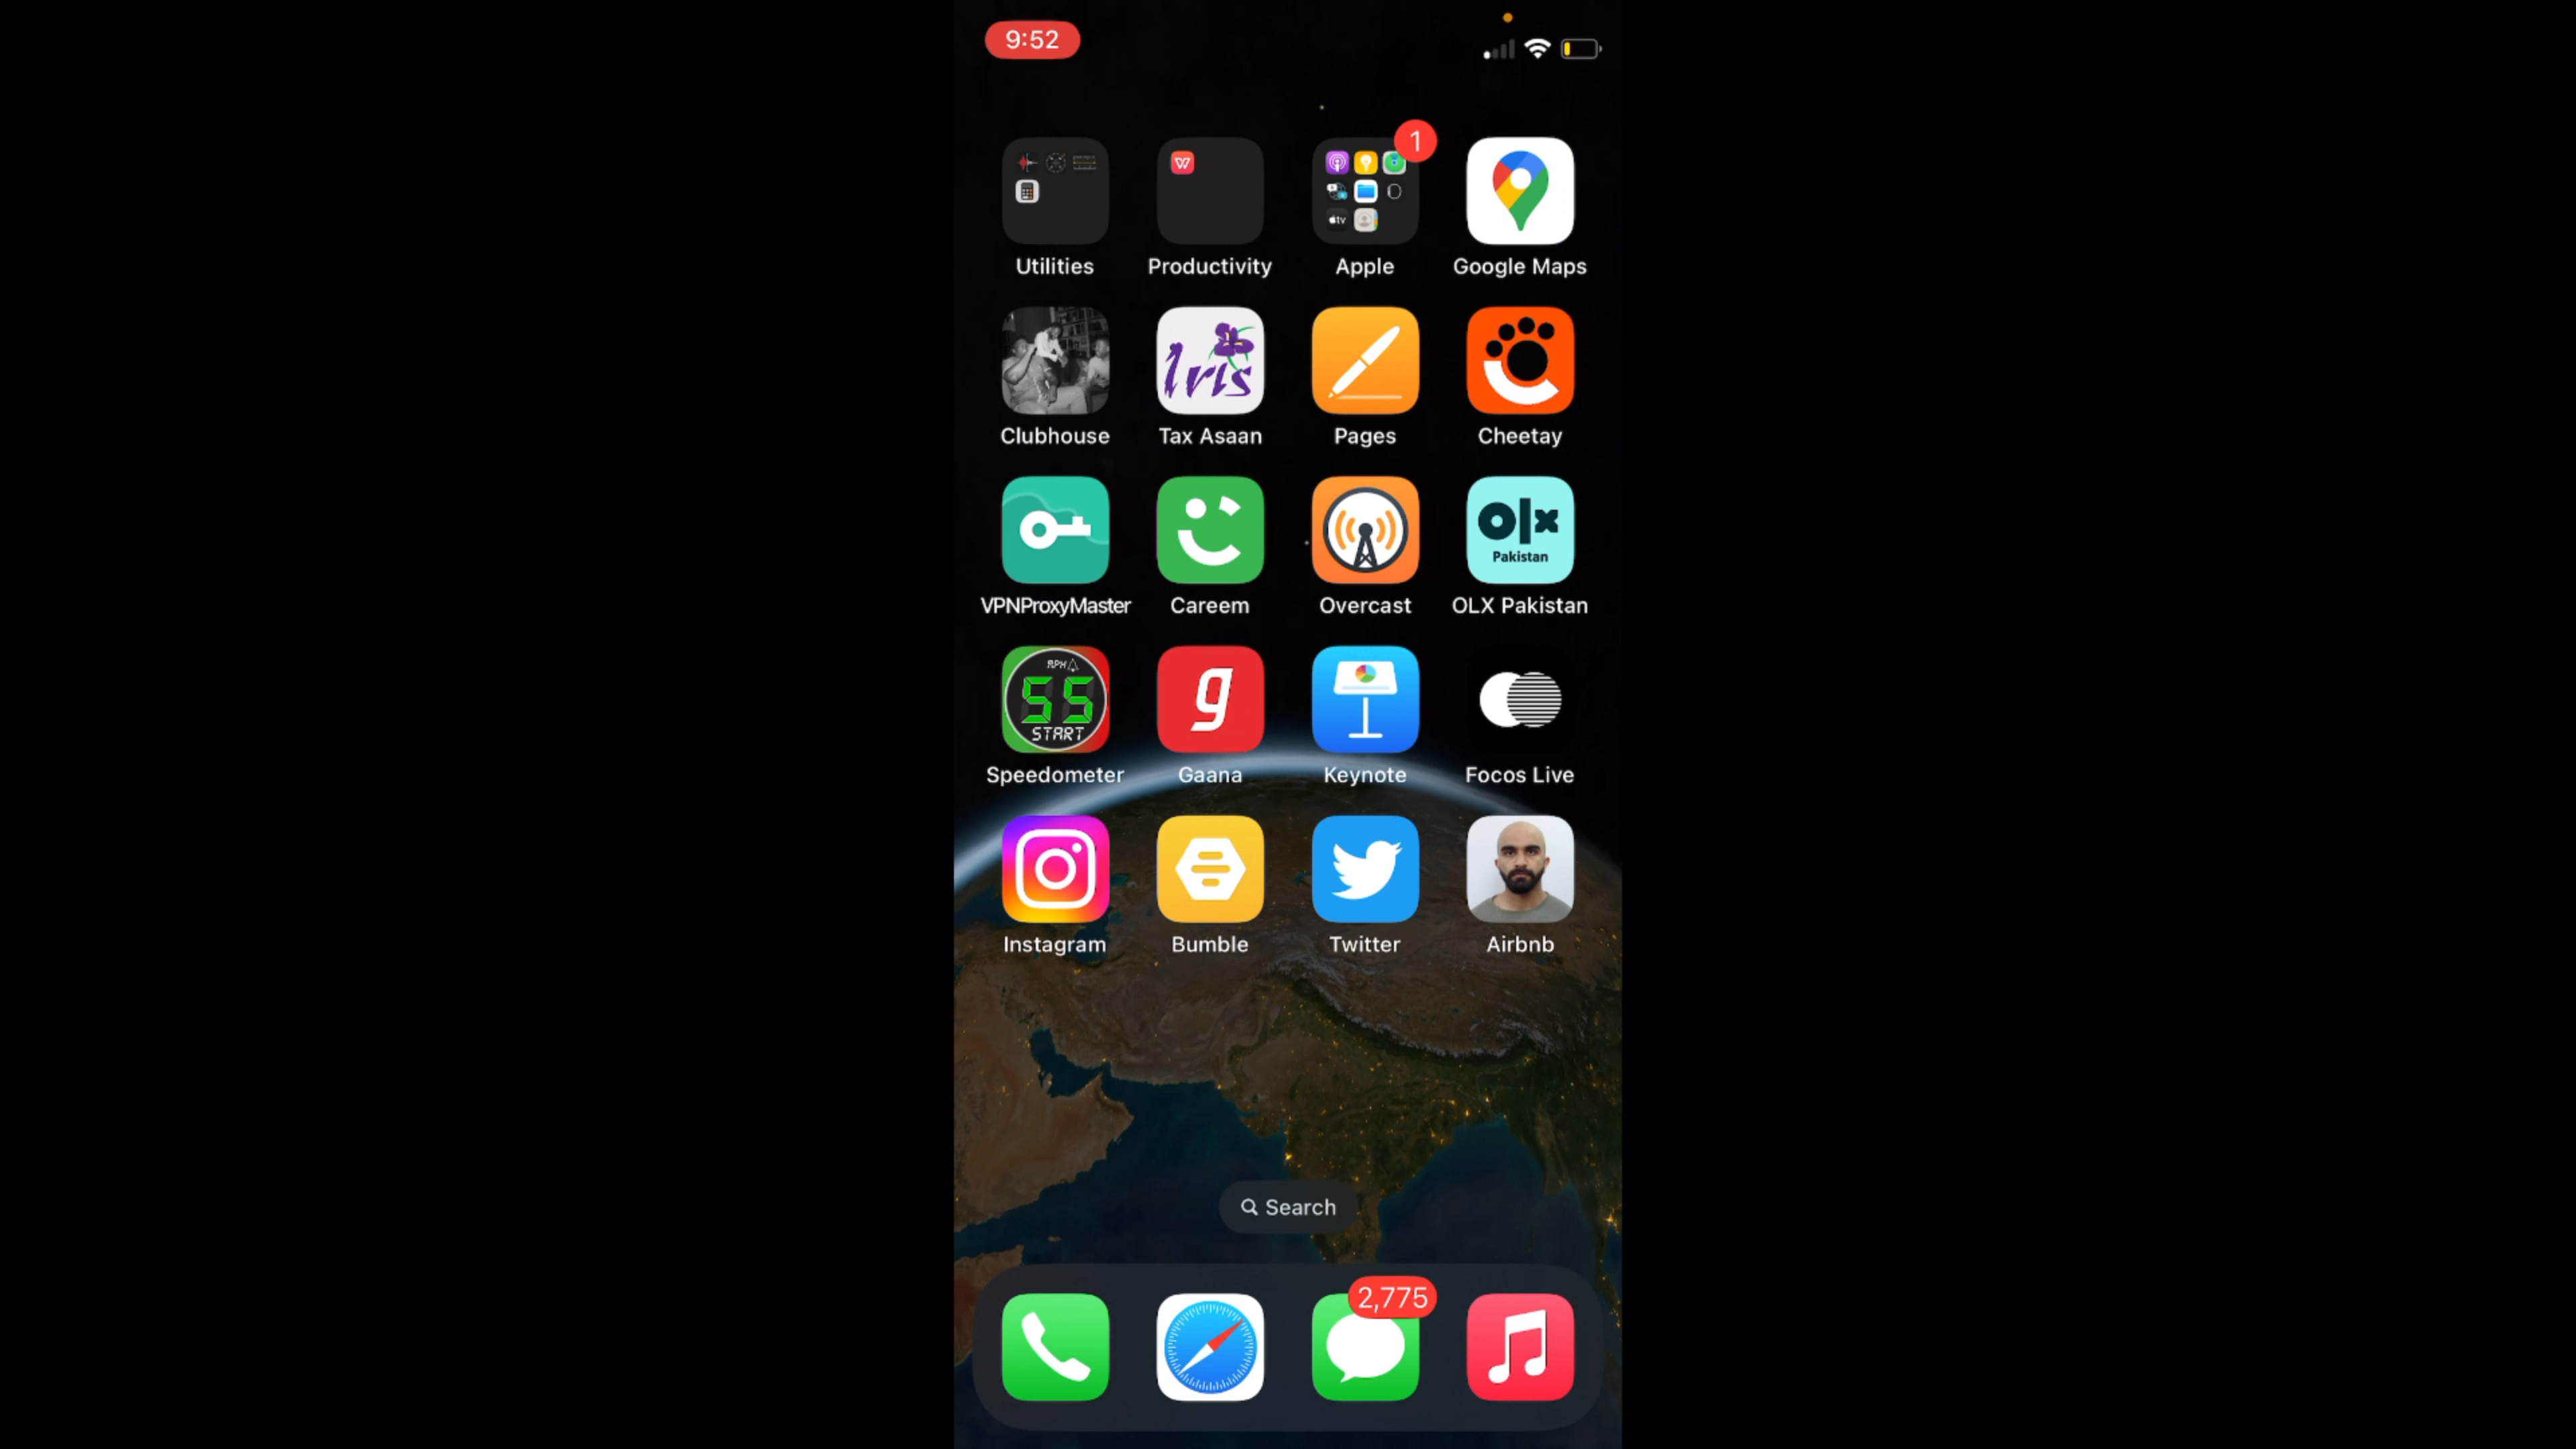 9:52
1
Utilities
Productivity
Apple
Google Maps
Iris
Clubhouse
Tax Asaan
Pages
Cheetay
olx
Pakistan
VPNProxyMaster
Careem
Overcast
OLX Pakistan
55
START
g
Speedometer
Gaana
Keynote
Focos Live
Instagram
Bumble
Twitter
Airbnb
Search
2,775